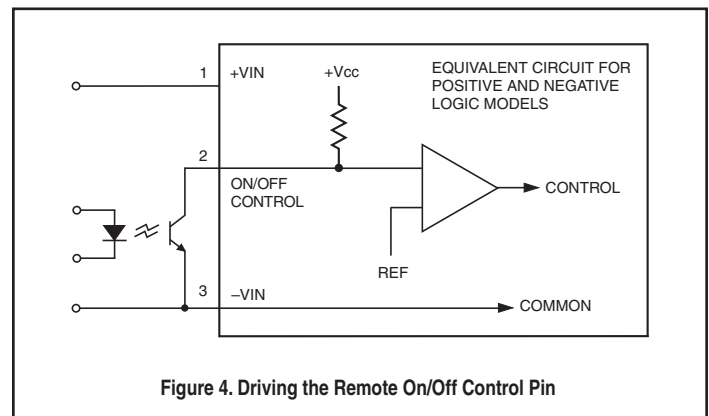 1
+VIN
+Vcc
EQUIVALENT CIRCUIT FOR
POSITIVE AND NEGATIVE
LOGIC MODELS
2
ON/OFF
CONTROL
CONTROL
REF
3
–VIN
COMMON
Figure 4. Driving the Remote On/Off Control Pin